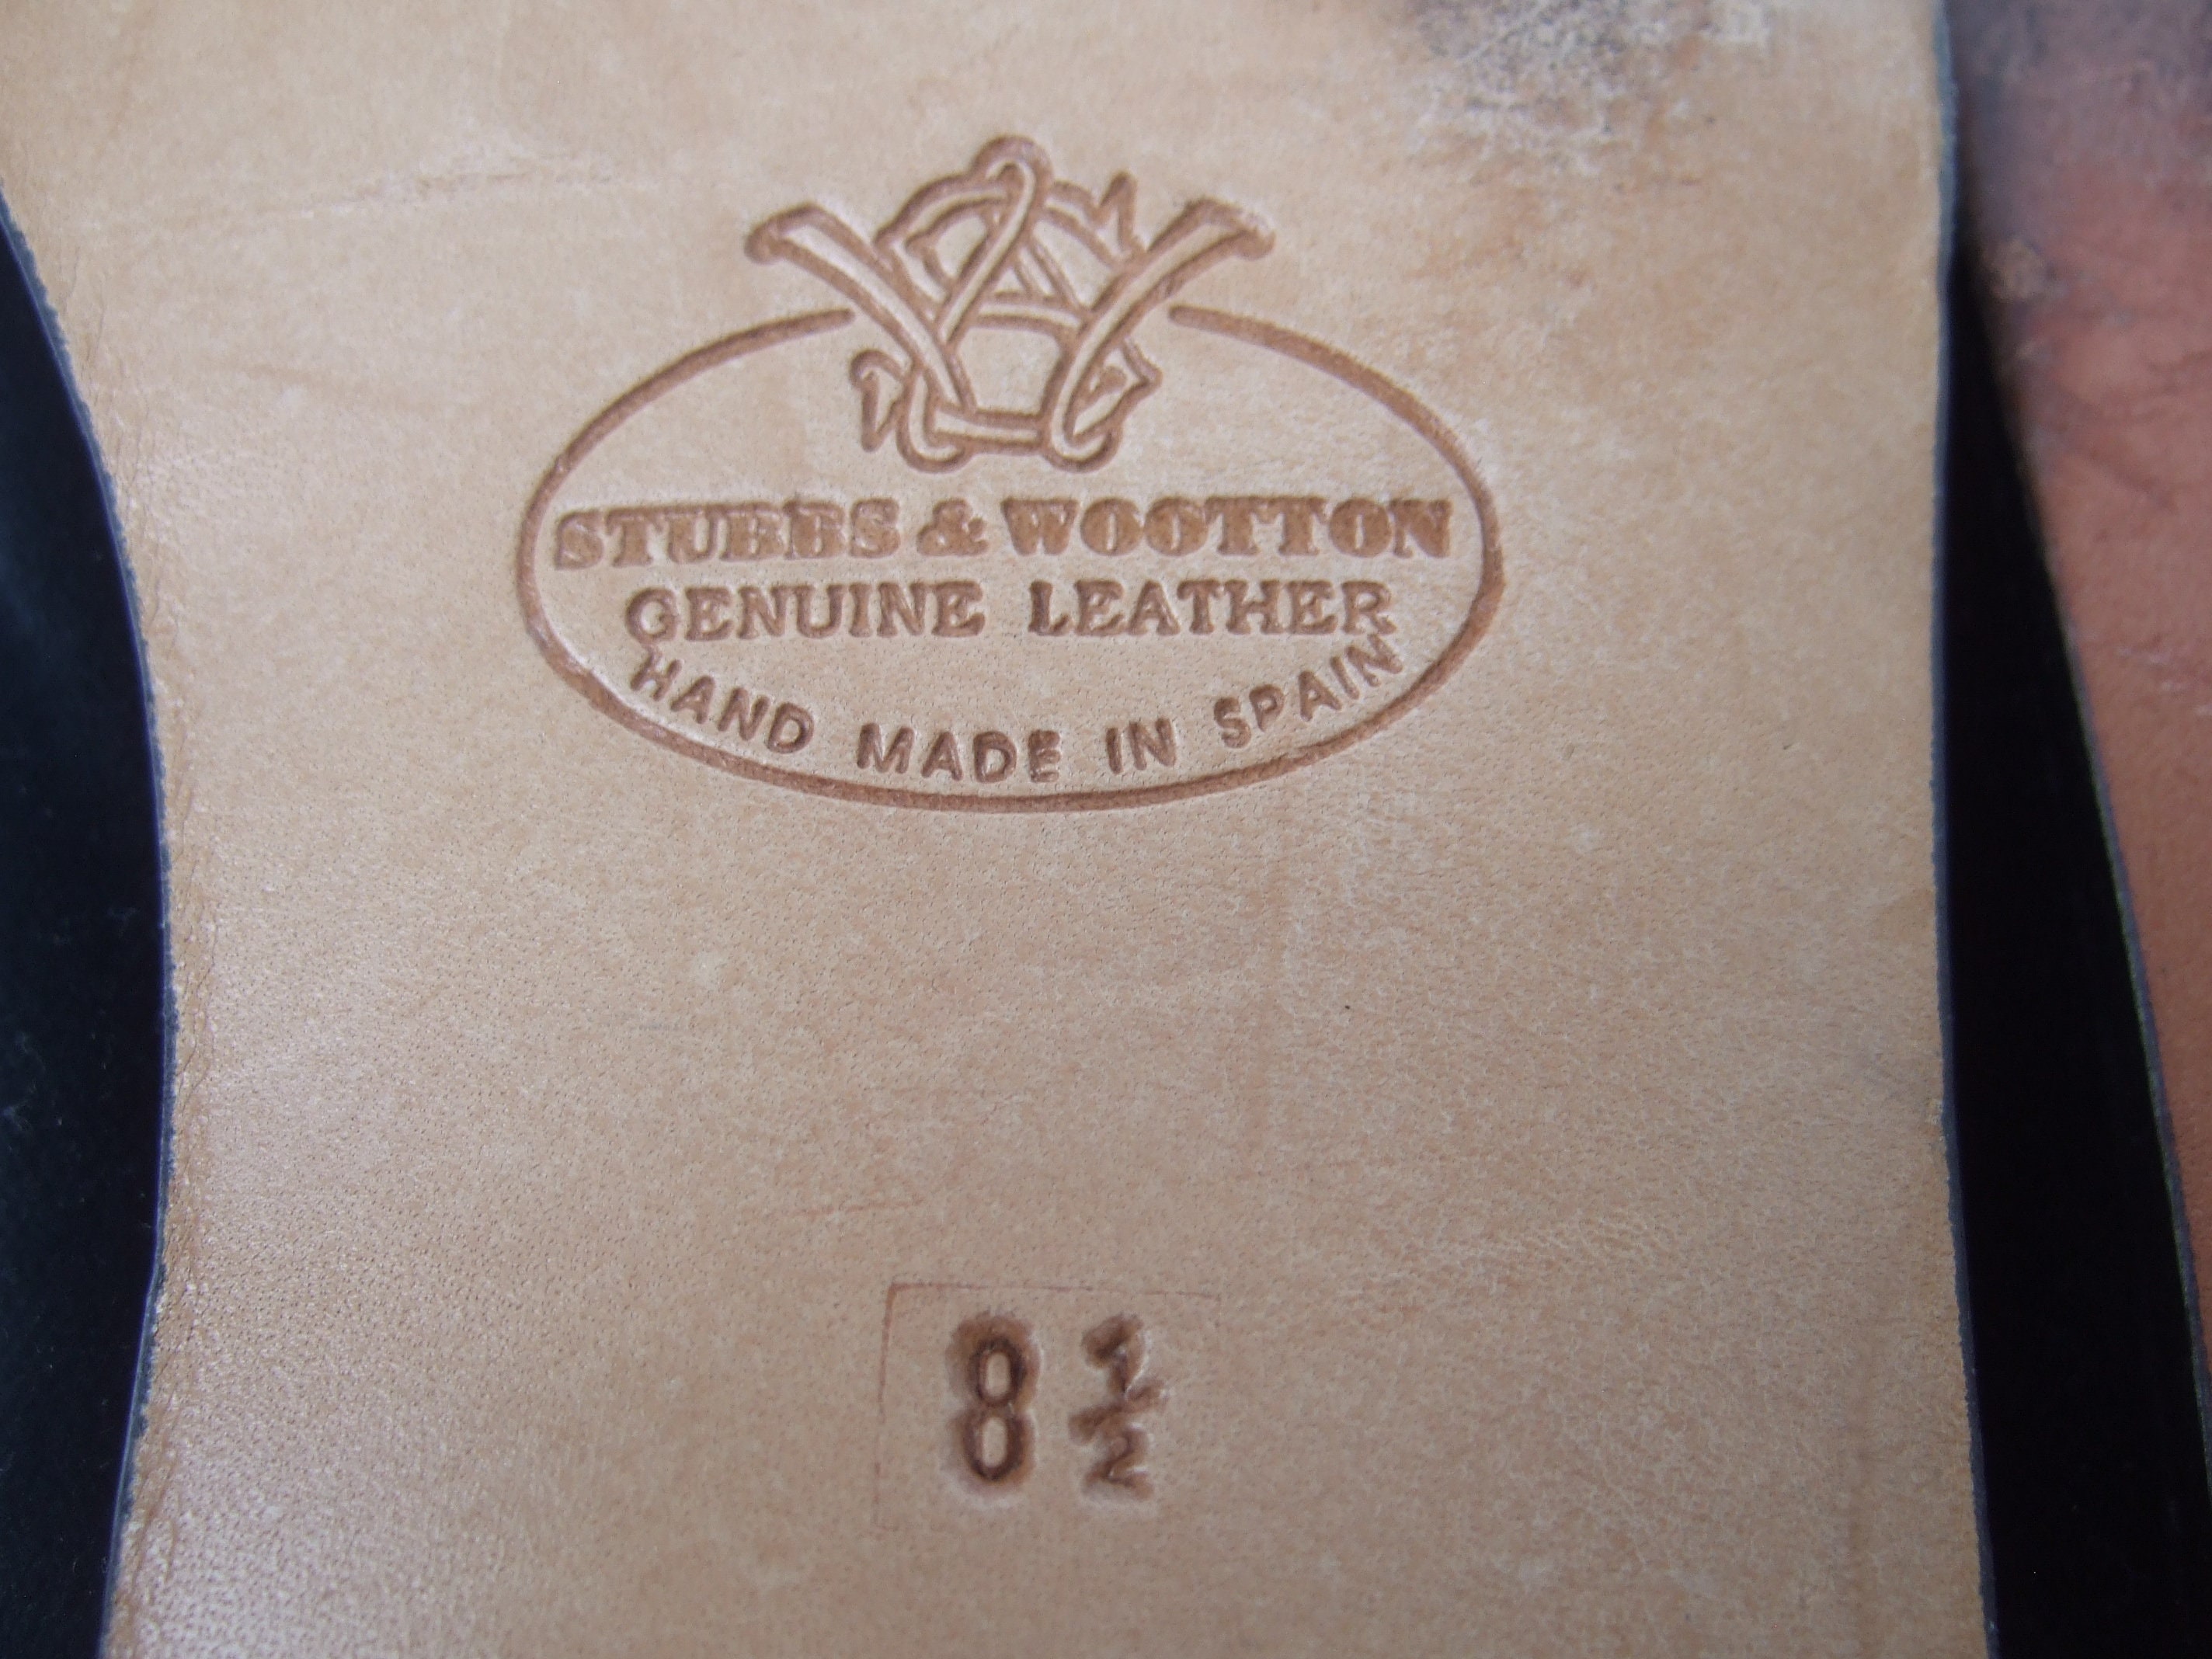 STUBBS & WOOTTON
GENUINE LEATHER
HAND MADE IN SPAIN
8 1/2